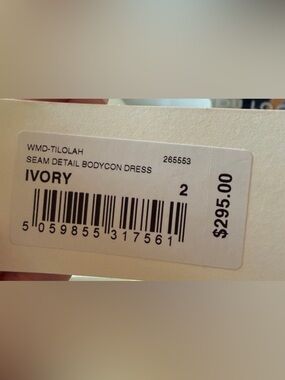 WMD-TILOLAH 265553
SEAM DETAIL BODYCON DRESS
IVORY
2
5 059855 317561
$295.00